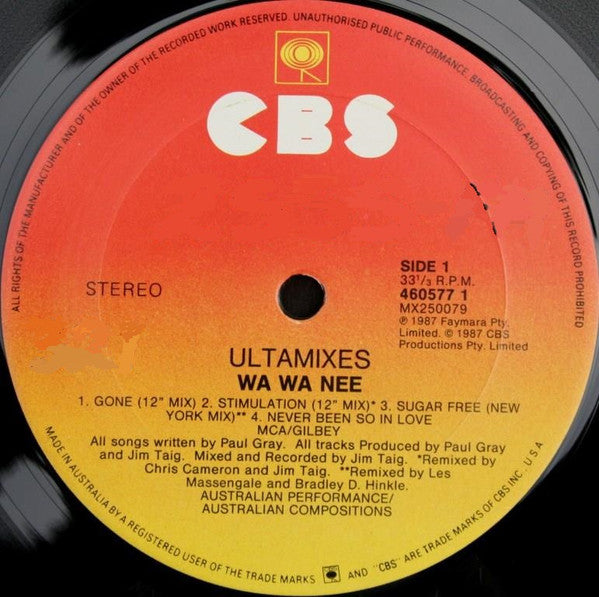 ALL RIGHTS OF THE MANUFACTURER AND OF THE OWNER OF THE RECORDED WORK RESERVED. UNAUTHORISED PUBLIC PERFORMANCE, BROADCASTING AND COPYING OF THIS RECORD PROHIBITED
CBS
STEREO
SIDE 1
33 1/3 R.P.M.
460577 1
MX250079
℗ 1987 Faymara Pty.
Limited. © 1987 CBS
Productions Pty. Limited
ULTAMIXES
WA WA NEE
1. GONE (12" MIX) 2. STIMULATION (12" MIX)* 3. SUGAR FREE (NEW
YORK MIX)** 4. NEVER BEEN SO IN LOVE
MCA/GILBEY
All songs written by Paul Gray. All tracks Produced by Paul Gray
and Jim Taig. Mixed and Recorded by Jim Taig. *Remixed by
Chris Cameron and Jim Taig. **Remixed by Les
Massengale and Bradley D. Hinkle.
AUSTRALIAN PERFORMANCE/
AUSTRALIAN COMPOSITIONS
MADE IN AUSTRALIA BY A REGISTERED USER OF THE TRADE MARKS AND "CBS" ARE TRADE MARKS OF CBS INC. U.S.A